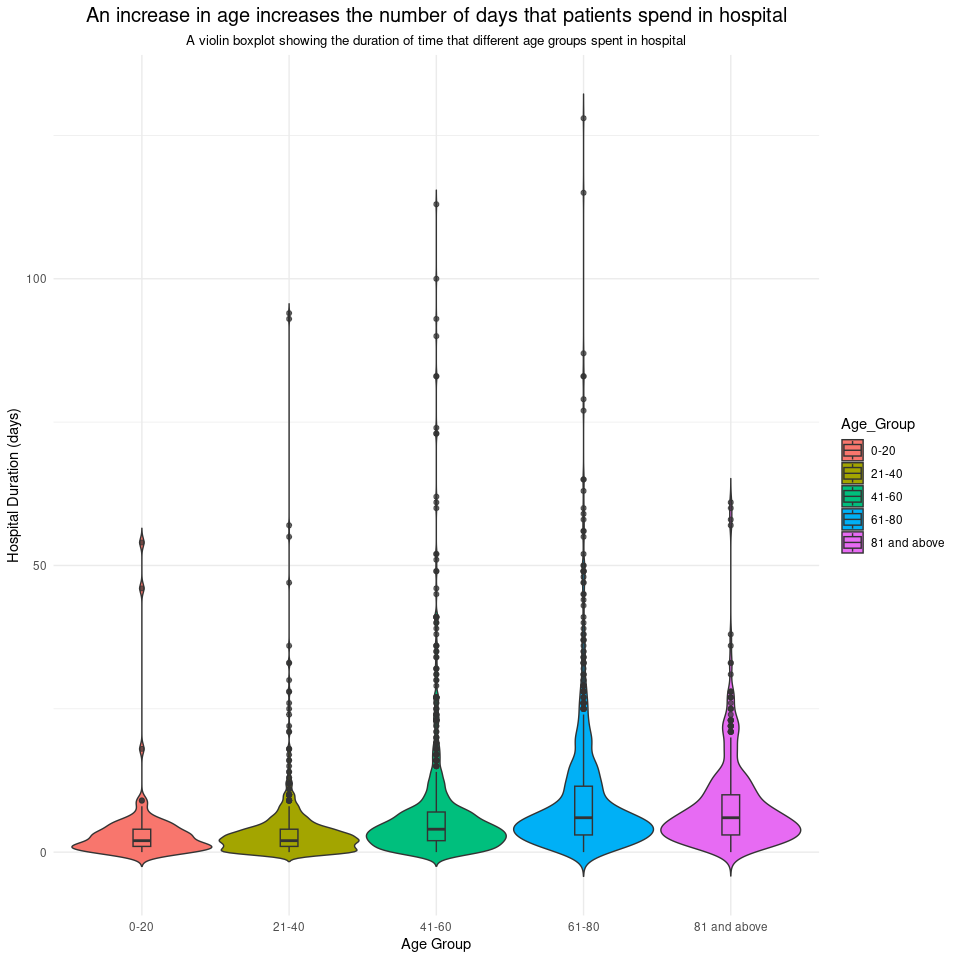 An increase in age increases the number of days that patients spend in hospital
A violin boxplot showing the duration of time that different age groups spent in hospital
Hospital Duration (days)
100
50
0
0-20
21-40
41-60
61-80
81 and above
Age Group
Age_Group
0-20
21-40
41-60
61-80
81 and above